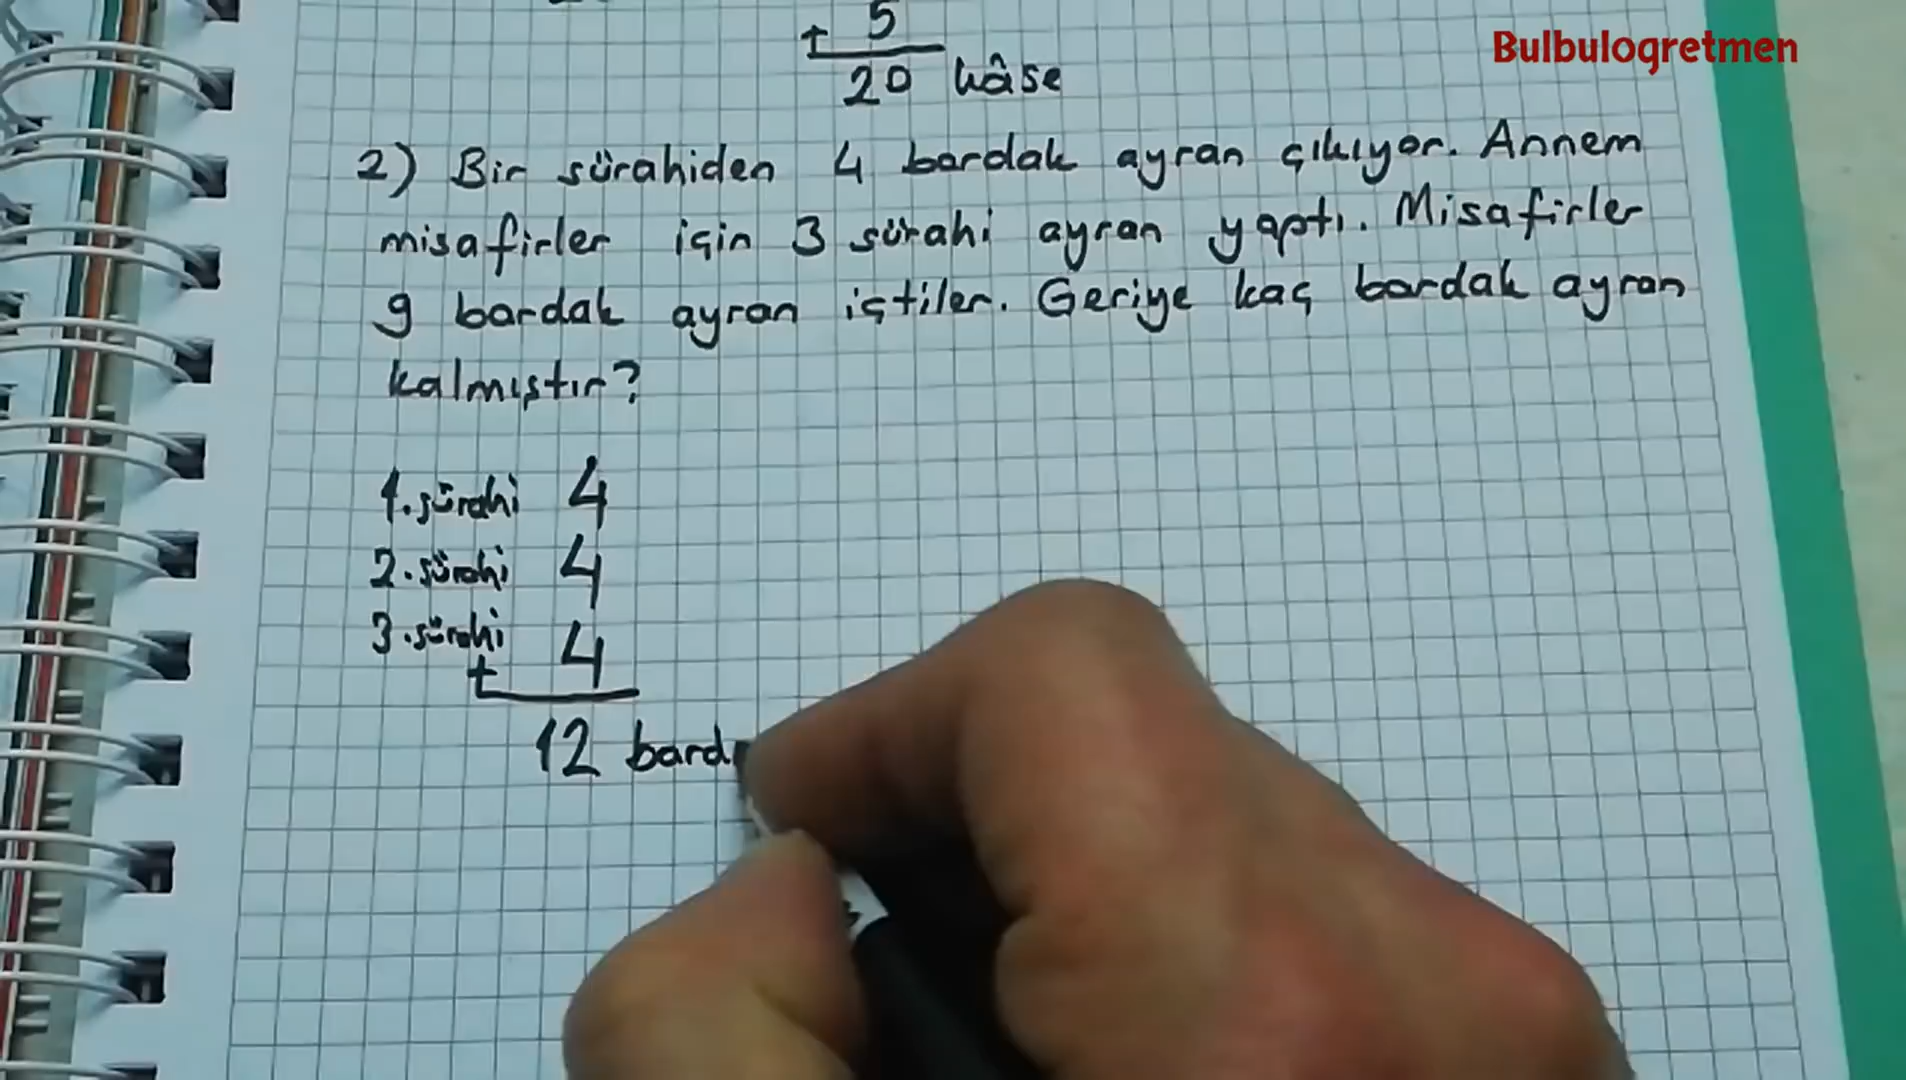 Bulbulogretmen
+ 5
20 kâse
2) Bir sürahiden 4 bardak ayran çıkıyor. Annem
misafirler için 3 sürahi ayran yaptı. Misafirler
9 bardak ayran içtiler. Geriye kaç bardak ayran
kalmıştır?
1. sürahi 4
2. sürahi 4
3. sürahi
+ 4
12 bard